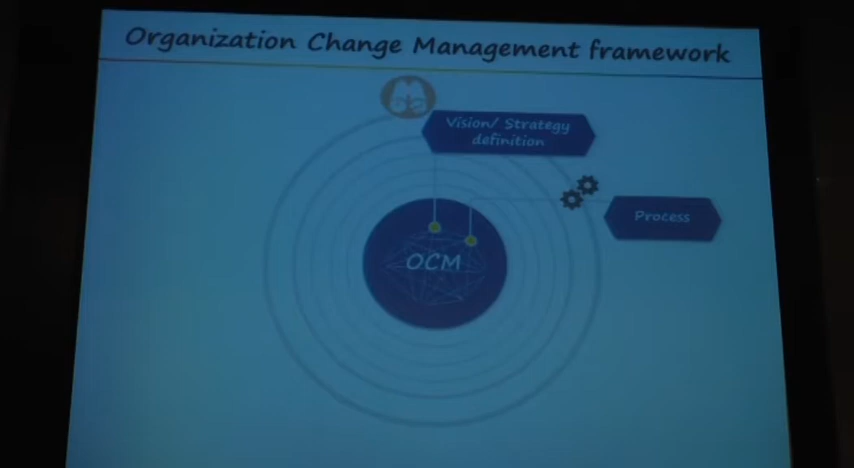 Organization Change Management framework
Vision/ Strategy
definition
Process
OCM